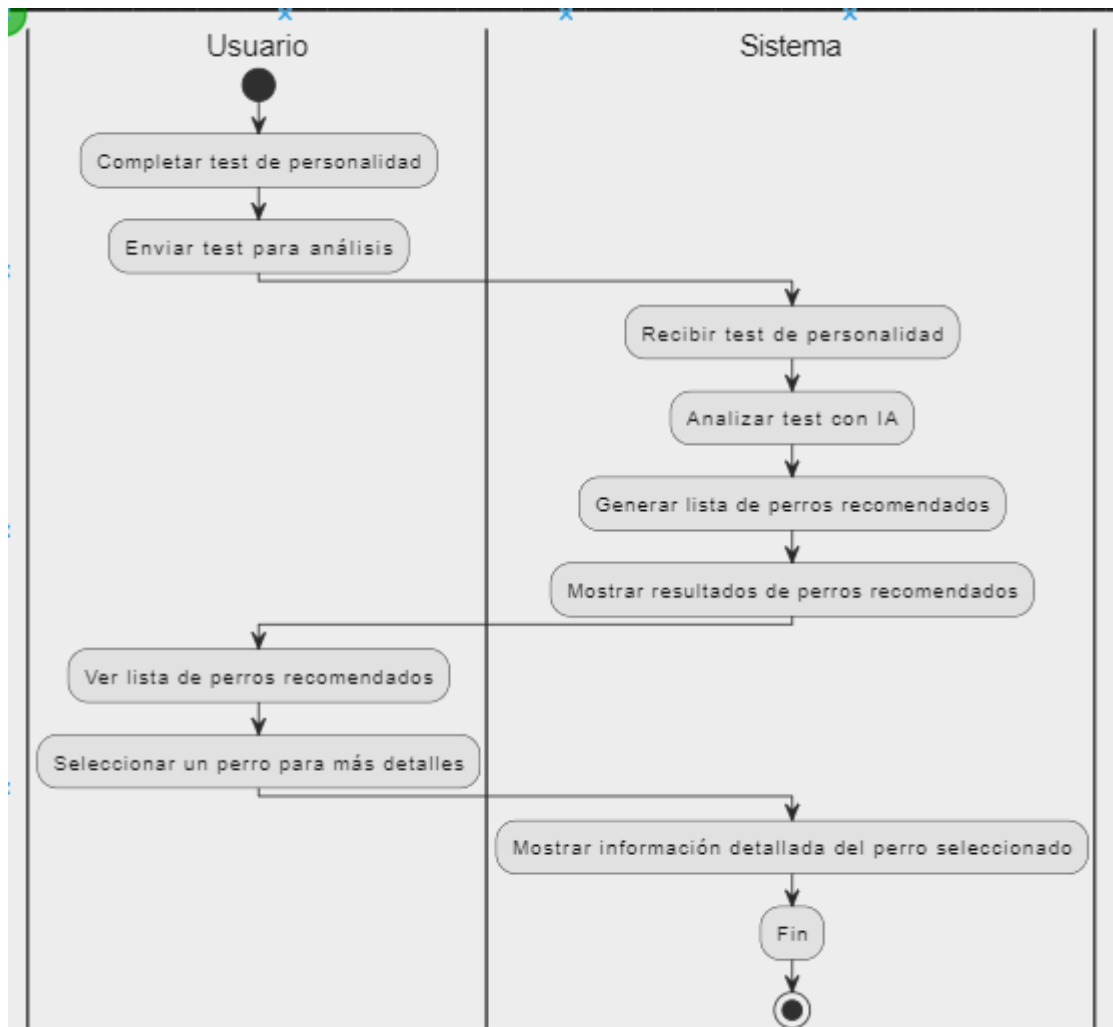 Usuario
Sistema
Completar test de personalidad
Enviar test para análisis
Recibir test de personalidad
Analizar test con IA
Generar lista de perros recomendados
Mostrar resultados de perros recomendados
Ver lista de perros recomendados
Seleccionar un perro para más detalles
Mostrar información detallada del perro seleccionado
Fin